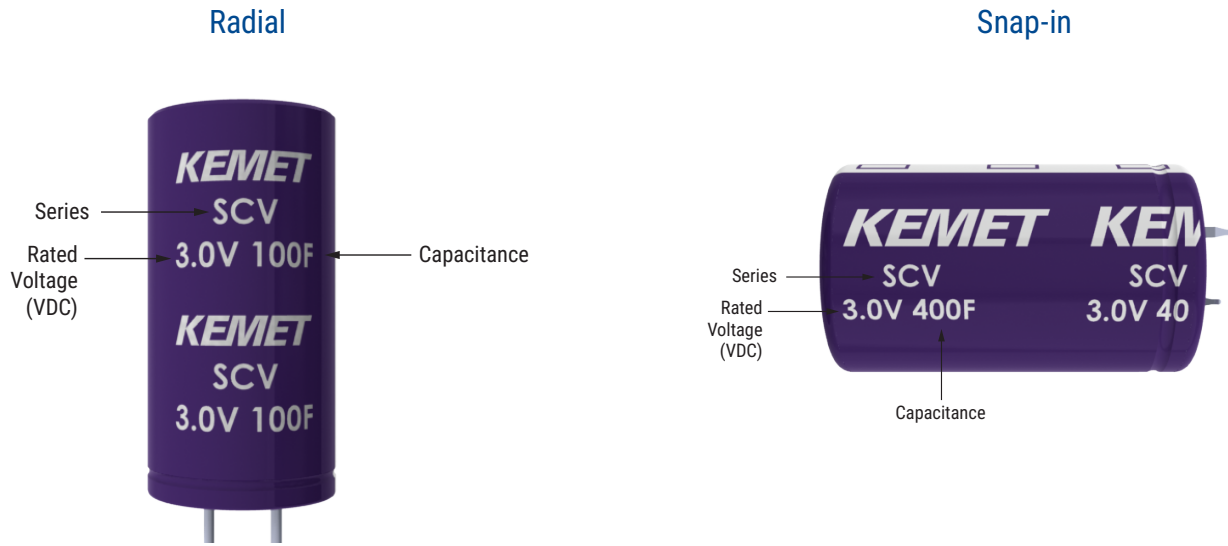 Radial
Snap-in
KEMET
SCV
3.0V 100F
KEMET
SCV
3.0V 100F
Series
Rated
Voltage
(VDC)
Capacitance
KEMET
SCV
3.0V 400F
KEM
SCV
3.0V 40
Series
Rated
Voltage
(VDC)
Capacitance